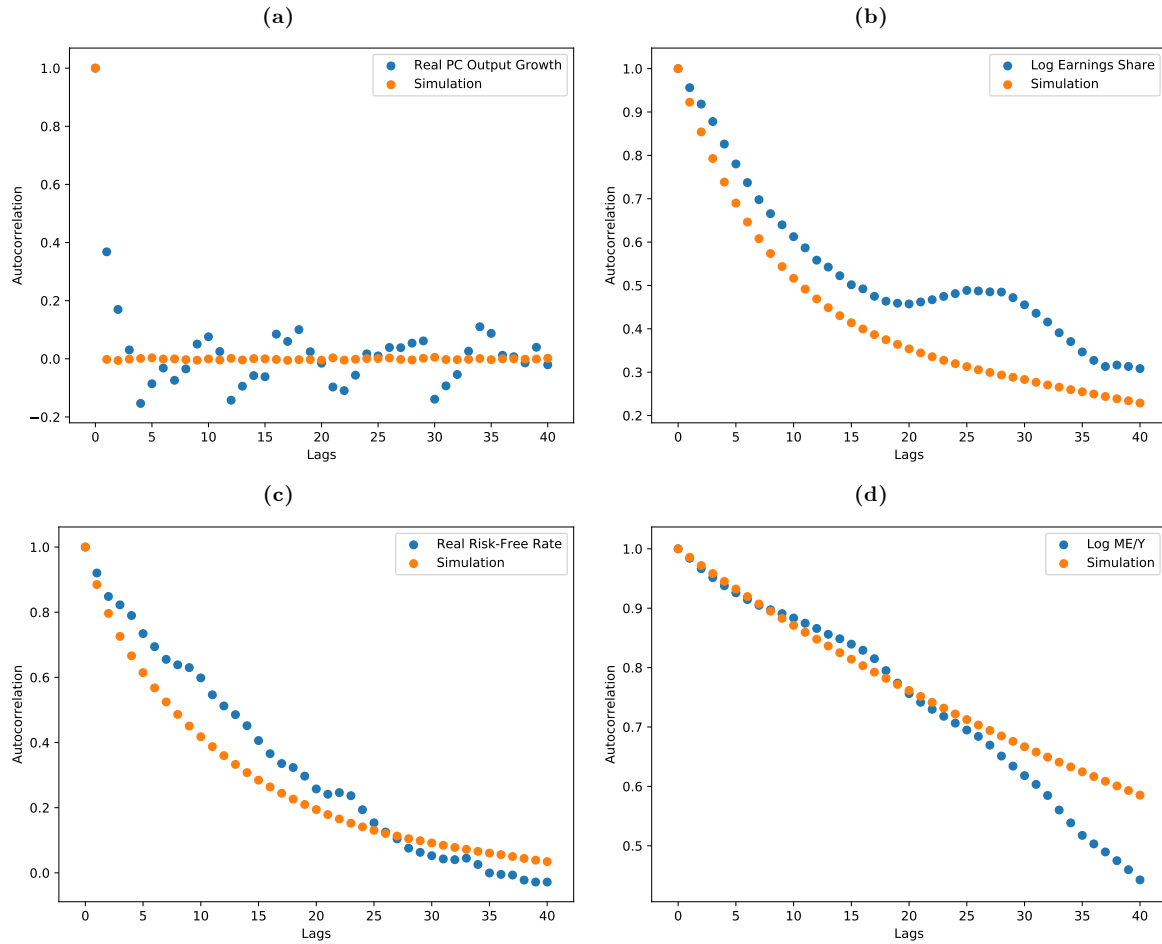 (a)
Real PC Output Growth
Simulation
Autocorrelation
1.0
0.8
0.6
0.4
0.2
0.0
−0.2
0 5 10 15 20 25 30 35 40
Lags
(b)
Log Earnings Share
Simulation
Autocorrelation
1.0
0.9
0.8
0.7
0.6
0.5
0.4
0.3
0.2
0 5 10 15 20 25 30 35 40
Lags
(c)
Real Risk-Free Rate
Simulation
Autocorrelation
1.0
0.8
0.6
0.4
0.2
0.0
0 5 10 15 20 25 30 35 40
Lags
(d)
Log ME/Y
Simulation
Autocorrelation
1.0
0.9
0.8
0.7
0.6
0.5
0 5 10 15 20 25 30 35 40
Lags